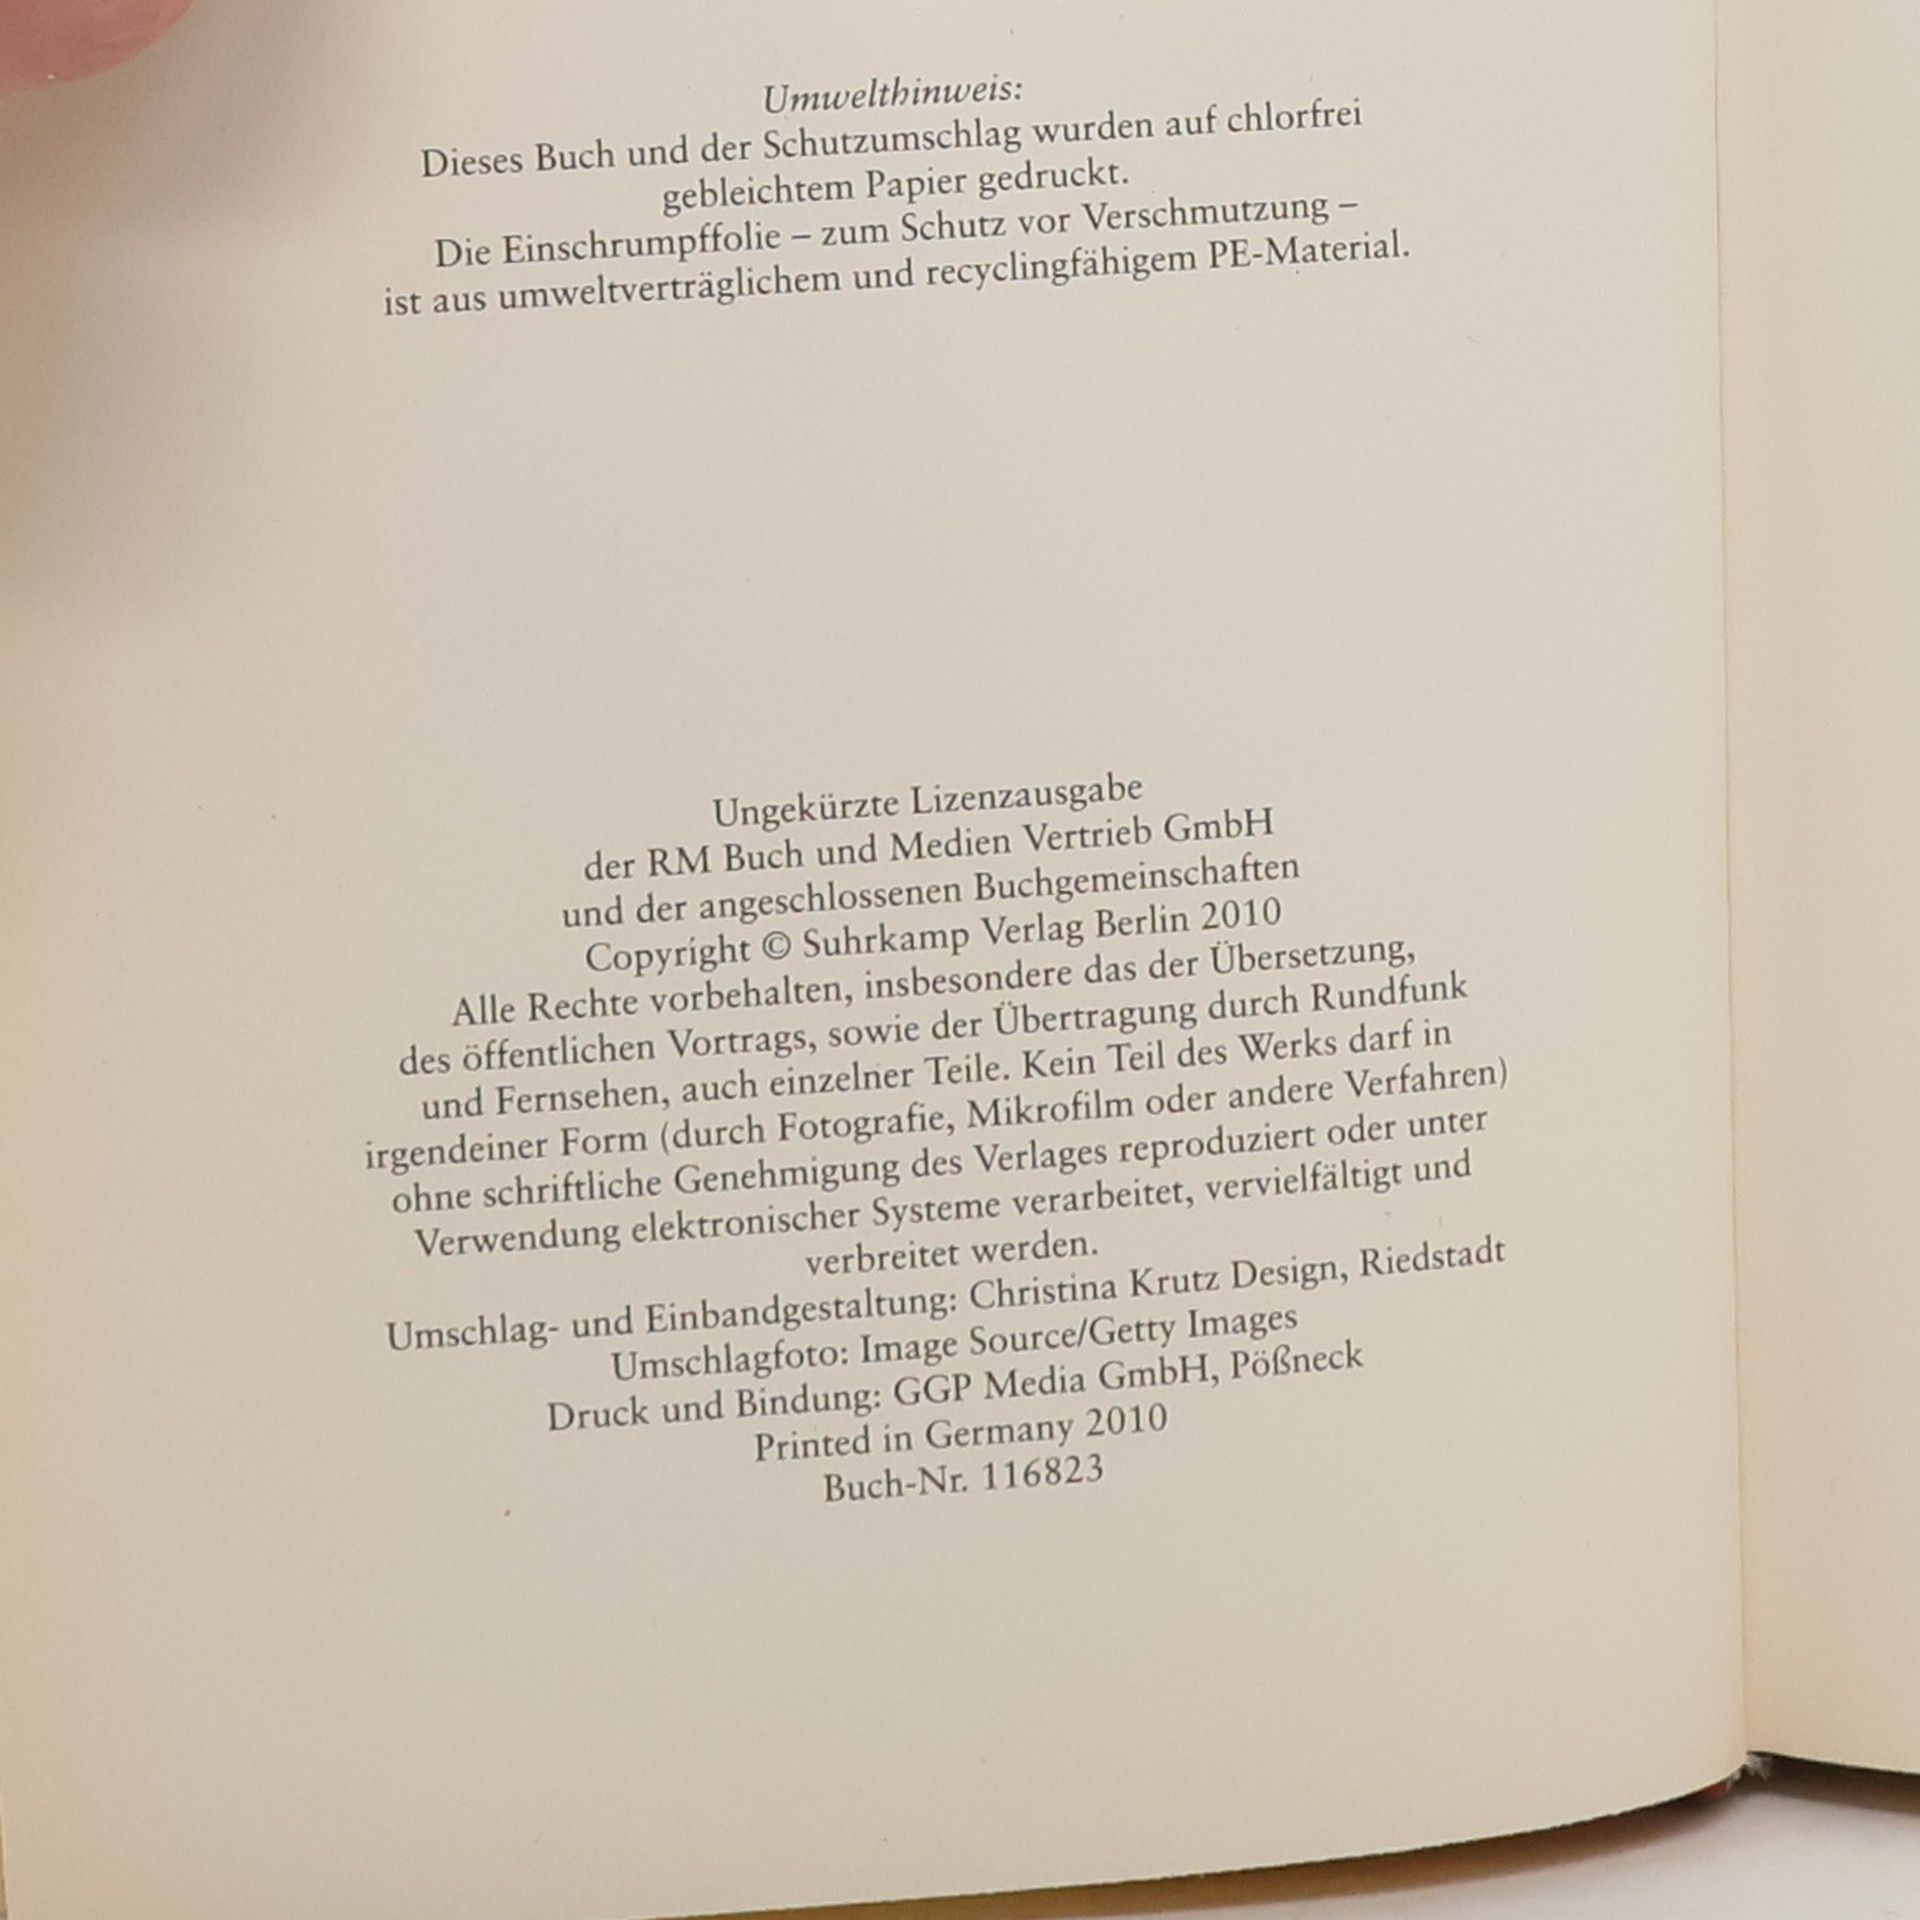 Umwelthinweis:
Dieses Buch und der Schutzumschlag wurden auf chlorfrei
gebleichtem Papier gedruckt.
Die Einschrumpffolie – zum Schutz vor Verschmutzung –
ist aus umweltverträglichem und recyclingfähigem PE-Material.
Ungekürzte Lizenzausgabe
der RM Buch und Medien Vertrieb GmbH
und der angeschlossenen Buchgemeinschaften
Copyright © Suhrkamp Verlag Berlin 2010
Alle Rechte vorbehalten, insbesondere das der Übersetzung,
des öffentlichen Vortrags, sowie der Übertragung durch Rundfunk
und Fernsehen, auch einzelner Teile. Kein Teil des Werks darf in
irgendeiner Form (durch Fotografie, Mikrofilm oder andere Verfahren)
ohne schriftliche Genehmigung des Verlages reproduziert oder unter
Verwendung elektronischer Systeme verarbeitet, vervielfältigt und
verbreitet werden.
Umschlag- und Einbandgestaltung: Christina Krutz Design, Riedstadt
Umschlagfoto: Image Source/Getty Images
Druck und Bindung: GGP Media GmbH, Pößneck
Printed in Germany 2010
Buch-Nr. 116823